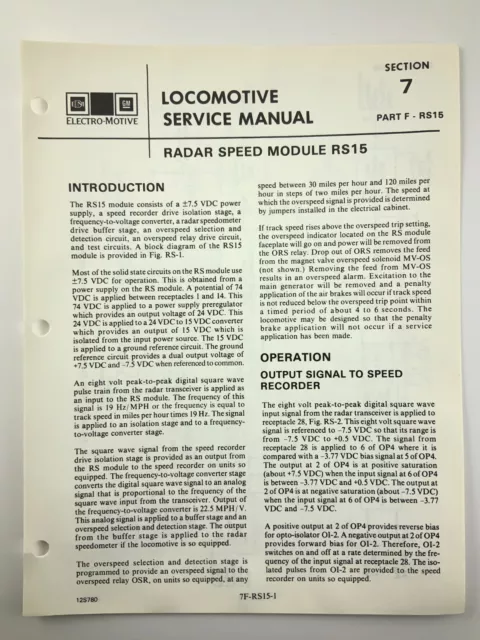 GM
ELECTRO-MOTIVE
LOCOMOTIVE
SERVICE MANUAL
SECTION
7
PART F - RS15
RADAR SPEED MODULE RS15
INTRODUCTION
The RS15 module consists of a ±7.5 VDC power
supply, a speed recorder drive isolation stage, a
frequency-to-voltage converter, a radar speedometer
drive buffer stage, an overspeed selection and
detection circuit, an overspeed relay drive circuit,
and test circuits. A block diagram of the RS15
module is provided in Fig. RS-1.
Most of the solid state circuits on the RS module use
±7.5 VDC for operation. This is obtained from a
power supply on the RS module. A potential of 74
VDC is applied between receptacles 1 and 14. This
74 VDC is applied to a power supply preregulator
which provides an output voltage of 24 VDC. This
24 VDC is applied to a 24 VDC to 15 VDC converter
which provides an output of 15 VDC which is
isolated from the input power source. The 15 VDC
is applied to a ground reference circuit. The ground
reference circuit provides a dual output voltage of
+7.5 VDC and -7.5 VDC when referenced to common.
An eight volt peak-to-peak digital square wave
pulse train from the radar transceiver is applied as
an input to the RS module. The frequency of this
signal is 19 Hz/MPH or the frequency is equal to
track speed in miles per hour times 19 Hz. The signal
is applied to an isolation stage and to a frequency-
to-voltage converter stage.
The square wave signal from the speed recorder
drive isolation stage is provided as an output from
the RS module to the speed recorder on units so
equipped. The frequency-to-voltage converter stage
converts the digital square wave signal to an analog
signal that is proportional to the frequency of the
square wave input from the transceiver. Output of
the frequency-to-voltage converter is 22.5 MPH/V.
This analog signal is applied to a buffer stage and an
overspeed selection and detection stage. The output
from the buffer stage is applied to the radar
speedometer if the locomotive is so equipped.
The overspeed selection and detection stage is
programmed to provide an overspeed signal to the
overspeed relay OSR, on units so equipped, at any
speed between 30 miles per hour and 120 miles per
hour in steps of two miles per hour. The speed at
which the overspeed signal is provided is determined
by jumpers installed in the electrical cabinet.
If track speed rises above the overspeed trip setting,
the overspeed indicator located on the RS module
faceplate will go on and power will be removed from
the ORS relay. Drop out of ORS removes the feed
from the magnet valve overspeed solenoid MV-OS
(not shown.) Removing the feed from MV-OS
results in an overspeed alarm. Excitation to the
main generator will be removed and a penalty
application of the air brakes will occur if track speed
is not reduced below the overspeed trip point within
a timed period of about 4 to 6 seconds. The
locomotive may be designed so that the penalty
brake application will not occur if a service
application has been made.
OPERATION
OUTPUT SIGNAL TO SPEED
RECORDER
The eight volt peak-to-peak digital square wave
input signal from the radar transceiver is applied to
receptacle 28, Fig. RS-2. This eight volt square wave
signal is referenced to -7.5 VDC so that its range is
from -7.5 VDC to +0.5 VDC. The signal from
receptacle 28 is applied to 6 of OP4 where it is
compared with a -3.77 VDC bias signal at 5 of OP4.
The output at 2 of OP4 is at positive saturation
(about +7.5 VDC) when the input signal at 6 of OP4
is between -3.77 VDC and +0.5 VDC. The output at
2 of OP4 is at negative saturation (about -7.5 VDC)
when the input signal at 6 of OP4 is between -3.77
VDC and -7.5 VDC.
A positive output at 2 of OP4 provides reverse bias
for opto-isolator OI-2. A negative output at 2 of OP4
provides forward bias for OI-2. Therefore, OI-2
switches on and off at a rate determined by the fre-
quency of the input signal at receptacle 28. The iso-
lated pulses from OI-2 are provided to the speed
recorder on units so equipped.
12S780
7F-RS15-1